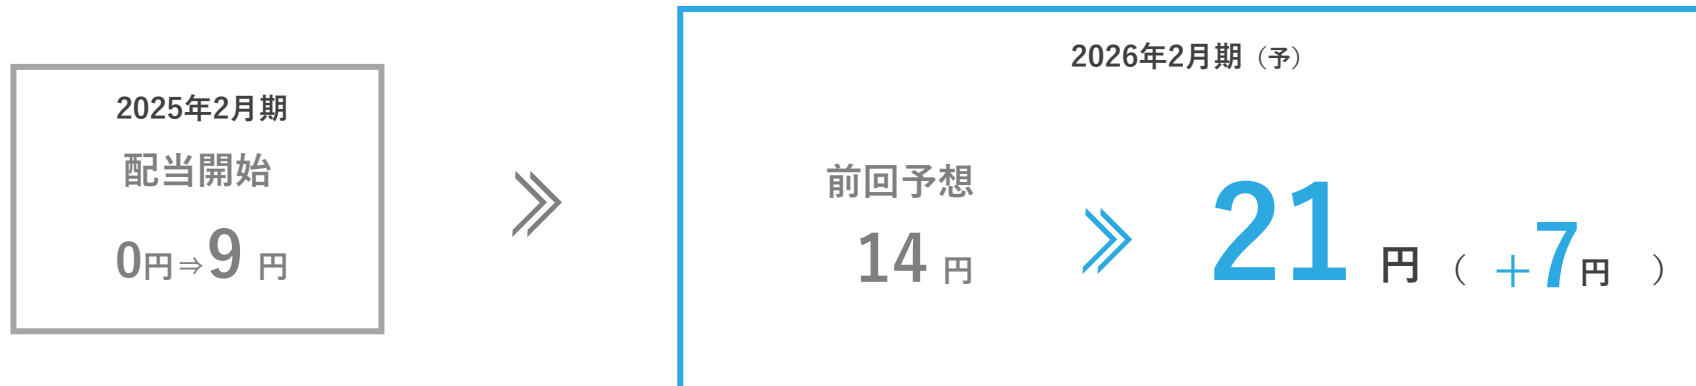 2025年2月期
配当開始
0円⇒9 円
2026年2月期（予）
前回予想
14 円
21 円（ +7円 ）